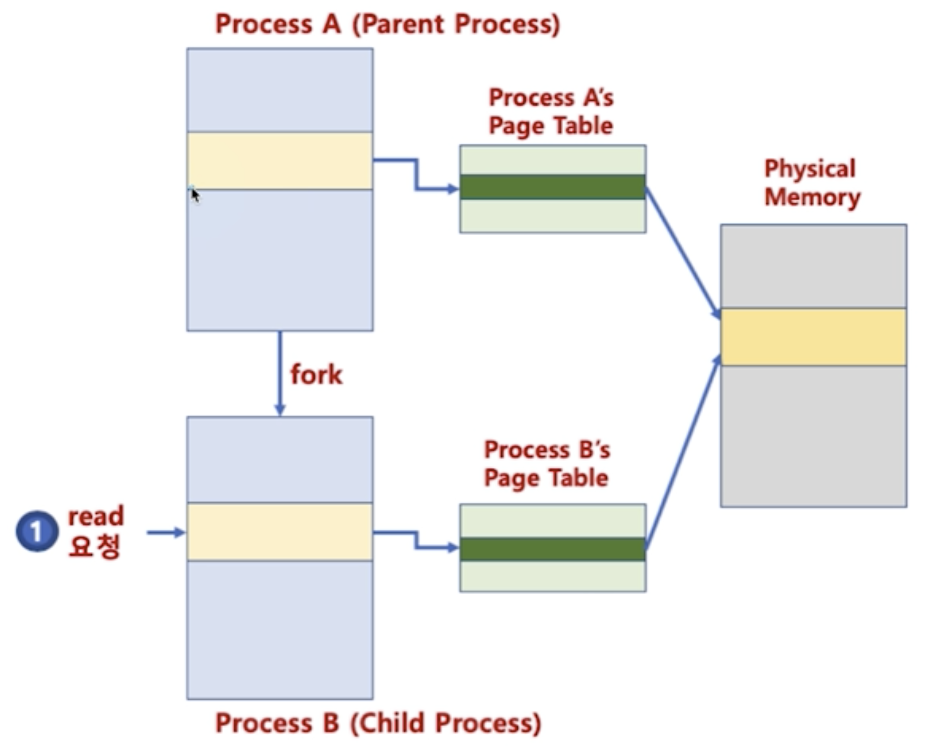 Process A (Parent Process)
Process A's
Page Table
Physical
Memory
fork
Process B's
Page Table
1
read
요청
Process B (Child Process)